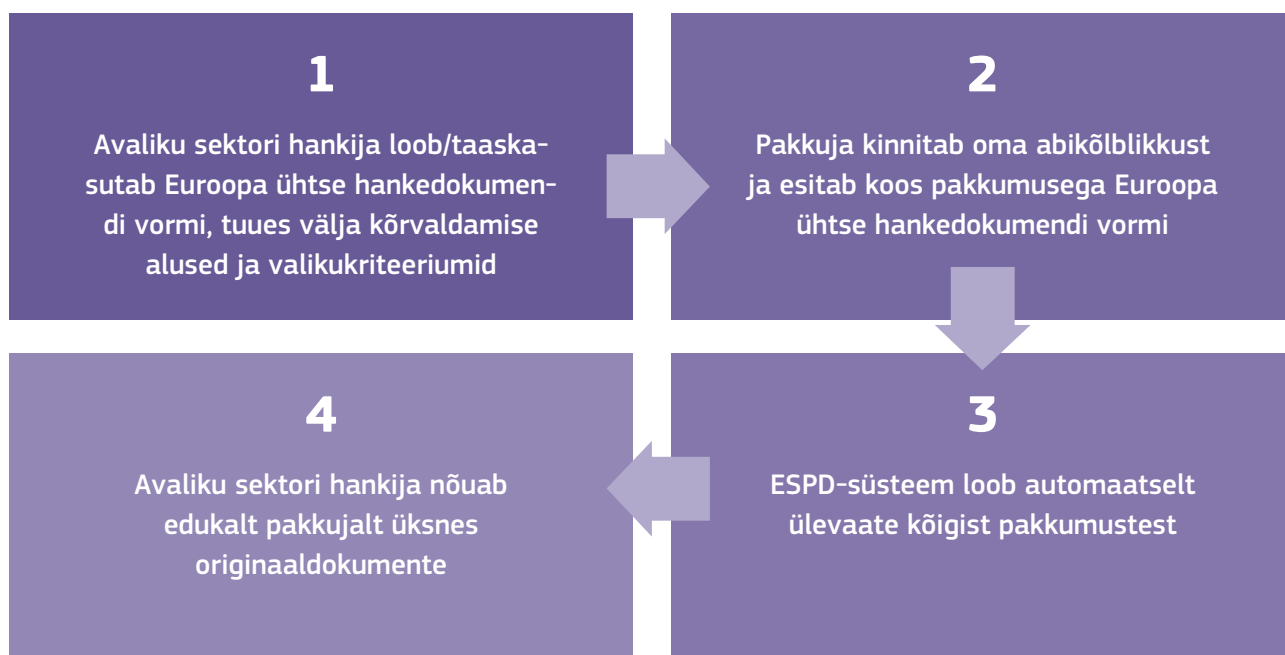 1
Avaliku sektori hankija loob/taaska-
sutab Euroopa ühtse hankedokumen-
di vormi, tuues välja kõrvaldamise
alused ja valikukriteeriumid
2
Pakkuja kinnitab oma abikõlblikkust
ja esitab koos pakkumusega Euroopa
ühtse hankedokumendi vormi
3
ESPD-süsteem loob automaatselt
ülevaate kõigist pakkumustest
4
Avaliku sektori hankija nõuab
edukalt pakkujalt üksnes
originaaldokumente